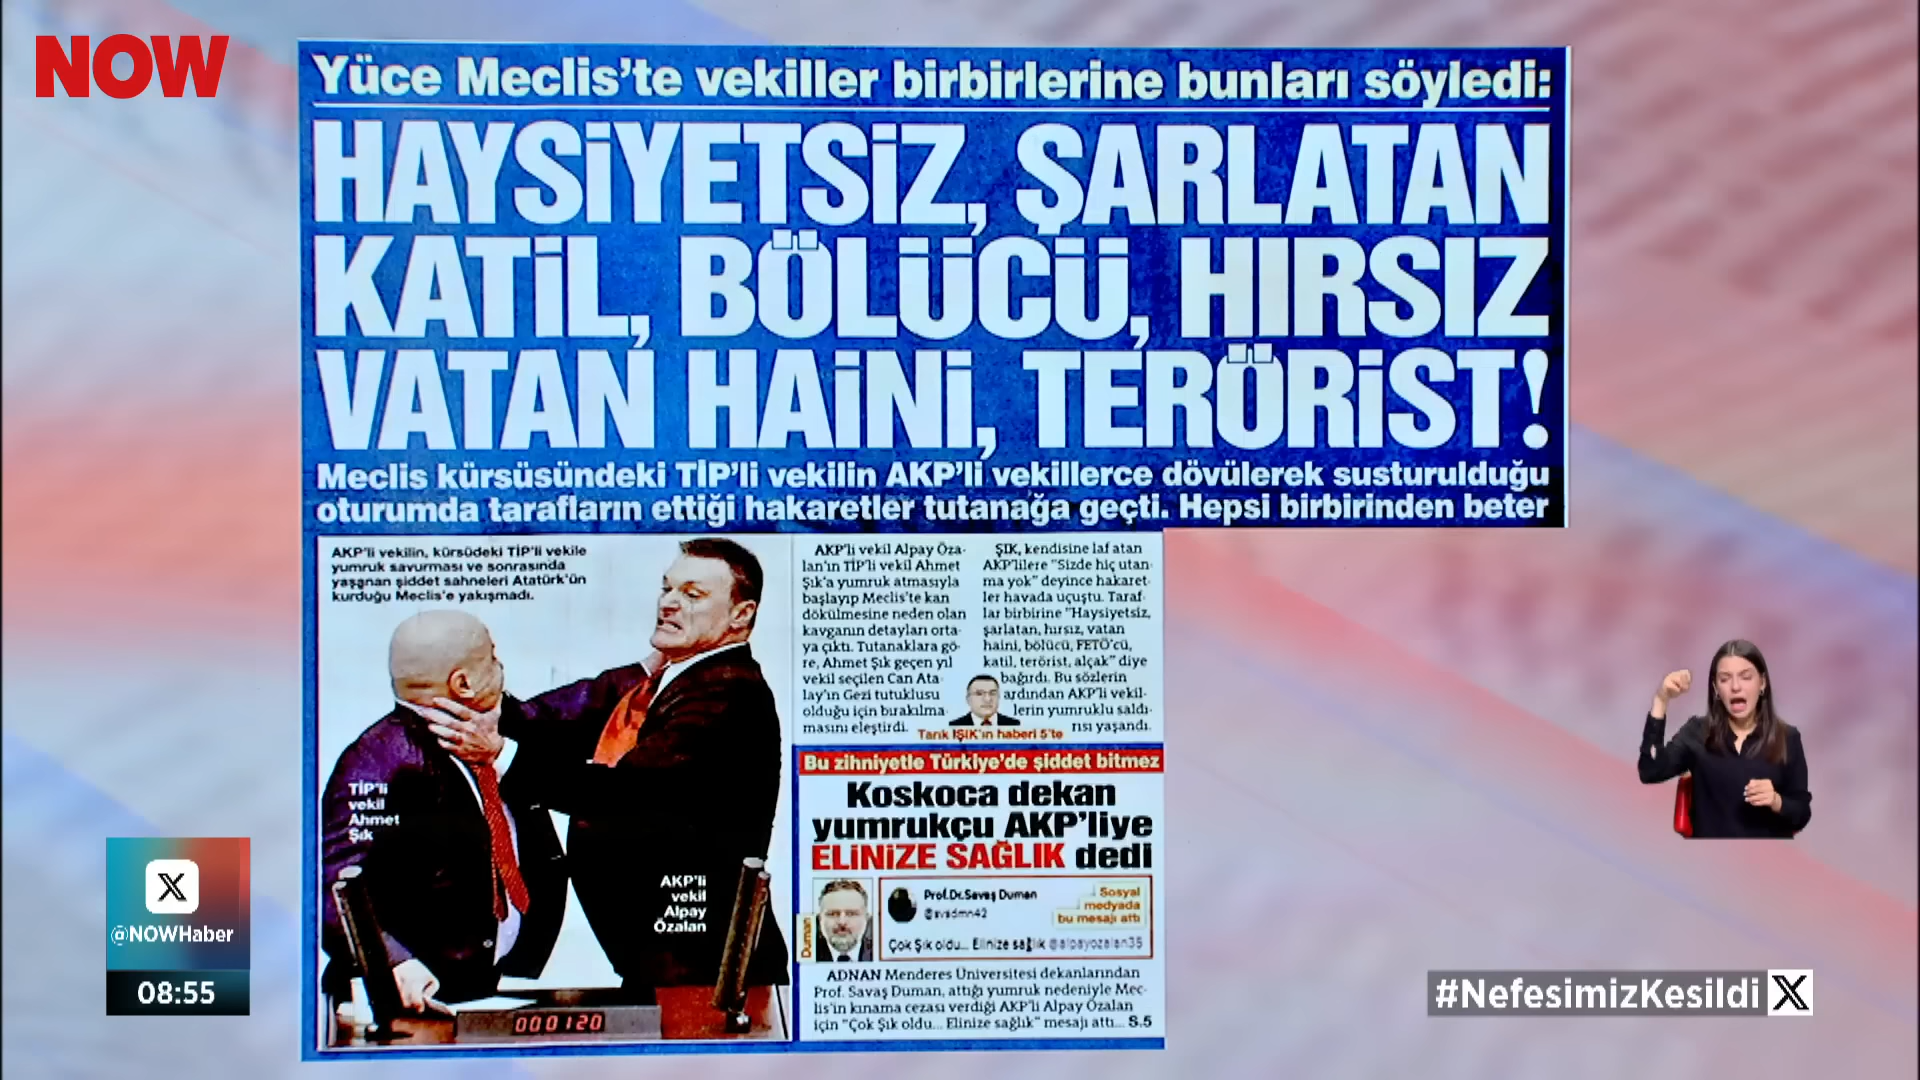 NOW
Yüce Meclis'te vekiller birbirlerine bunları söyledi:
HAYSİYETSİZ, ŞARLATAN
KATİL, BÖLÜCÜ, HIRSIZ
VATAN HAİNİ, TERÖRİST!
Meclis kürsüsündeki TİP'li vekilin AKP'li vekillerce dövülerek susturulduğu
oturumda tarafların ettiği hakaretler tutanağa geçti. Hepsi birbirinden beter
AKP'li vekilin, kürsüdeki TİP'li vekile
yumruk savurması ve sonrasında
yaşanan şiddet sahneleri Atatürk'ün
kurduğu Meclis'e yakışmadı.
TİP'li
vekil
Ahmet
Şık
AKP'li
vekil
Alpay
Özalan
000120
AKP'li vekil Alpay Öza-
lan'ın TİP'li vekil Ahmet
Şık'a yumruk atmasıyla
başlayıp Meclis'te kan
dökülmesine neden olan
kavganın detayları orta-
ya çıktı. Tutanaklara gö-
re, Ahmet Şık geçen yıl
vekil seçilen Can Ata-
lay'ın Gezi tutuklusu
olduğu için bırakılma-
masını eleştirdi.
ŞIK, kendisine laf atan
AKP'lilere "Sizde hiç utan-
ma yok" deyince hakaret-
ler havada uçuştu. Taraf-
lar birbirine "Haysiyetsiz,
şarlatan, hırsız, vatan
haini, bölücü, FETÖ'cü,
katil, terörist, alçak" diye
bağırdı. Bu sözlerin
ardından AKP'li vekil-
lerin yumruklu saldı-
rısı yaşandı.
Tarık IŞIK'ın haberi 5'te
Bu zihniyetle Türkiye'de şiddet bitmez
Koskoca dekan
yumrukçu AKP'liye
ELİNİZE SAĞLIK dedi
Duman
Prof.Dr.Savaş Duman
@svsdmn42
Sosyal
medyada
bu mesajı attı
Çok Şık oldu... Elinize sağlık @alpayozalan35
ADNAN Menderes Üniversitesi dekanlarından
Prof. Savaş Duman, attığı yumruk nedeniyle Mec-
lis'in kınama cezası verdiği AKP'li Alpay Özalan
için "Çok Şık oldu... Elinize sağlık" mesajı attı... S.5
X
@NOWHaber
08:55
#NefesimizKesildi X